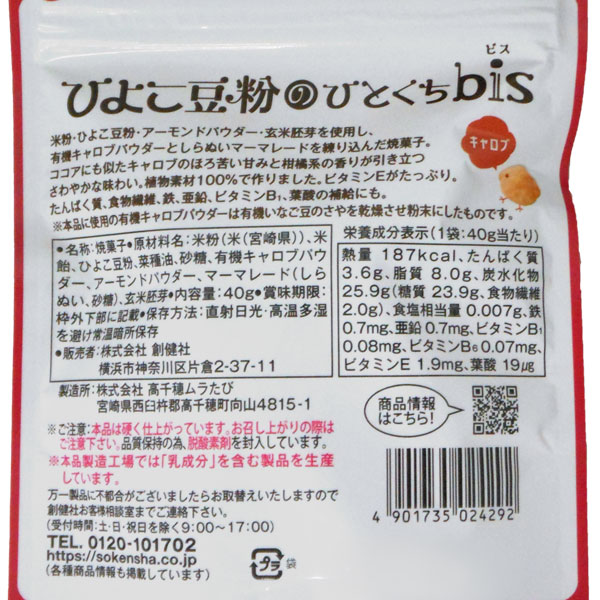 ビス
ひよこ豆粉のひとくちbis
キャロブ
米粉・ひよこ豆粉・アーモンドパウダー・玄米胚芽を使用し、
有機キャロブパウダーとしらぬいマーマレードを練り込んだ焼菓子。
ココアにも似たキャロブのほろ苦い甘みと柑橘系の香りが引き立つ
さわやかな味わい。植物素材100%で作りました。ビタミンEがたっぷり。
たんぱく質、食物繊維、鉄、亜鉛、ビタミンB₁、葉酸の補給にも。
※本品に使用の有機キャロブパウダーは有機いなご豆のさやを乾燥させ粉末にしたものです。
●名称：焼菓子●原材料名：米粉（米（宮崎県））、米
飴、ひよこ豆粉、菜種油、砂糖、有機キャロブパウ
ダー、アーモンドパウダー、マーマレード（しら
ぬい、砂糖）、玄米胚芽●内容量：40g●賞味期限：
枠外下部に記載●保存方法：直射日光・高温多湿
を避け常温暗所保存
●販売者：株式会社 創健社
横浜市神奈川区片倉2-37-11
栄養成分表示（1袋：40g当たり）
熱量 187kcal、たんぱく質
3.6g、脂質 8.0g、炭水化物
25.9g（糖質 23.9g、食物繊維
2.0g）、食塩相当量 0.007g、鉄
0.7mg、亜鉛 0.7mg、ビタミンB₁
0.08mg、ビタミンB₆ 0.07mg、
ビタミンE 1.9mg、葉酸 19μg
製造所：株式会社 高千穂ムラたび
宮崎県西臼杵郡高千穂町向山4815-1
商品情報
はこちら！
※ご注意：本品は硬く仕上がっています。お召し上がりの際は
ご注意下さい。品質保持の為、脱酸素剤を封入しています。
※本品製造工場では「乳成分」を含む製品を生産
しています。
万一製品に不都合がございましたらお取替えいたしますので
創健社お客様相談室までご連絡下さい。
（受付時間：土・日・祝日を除く9：00～17：00）
TEL. 0120-101702
https://sokensha.co.jp
（各種商品情報も掲載しています）
プラ
袋
4 901735 024292